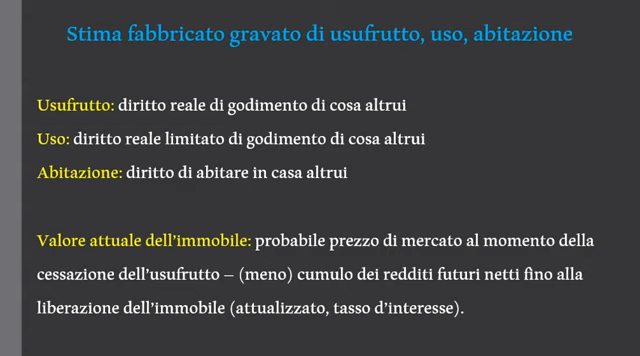 Stima fabbricato gravato di usufrutto, uso, abitazione
Usufrutto: diritto reale di godimento di cosa altrui
Uso: diritto reale limitato di godimento di cosa altrui
Abitazione: diritto di abitare in casa altrui
Valore attuale dell'immobile: probabile prezzo di mercato al momento della
cessazione dell'usufrutto – (meno) cumulo dei redditi futuri netti fino alla
liberazione dell'immobile (attualizzato, tasso d'interesse).